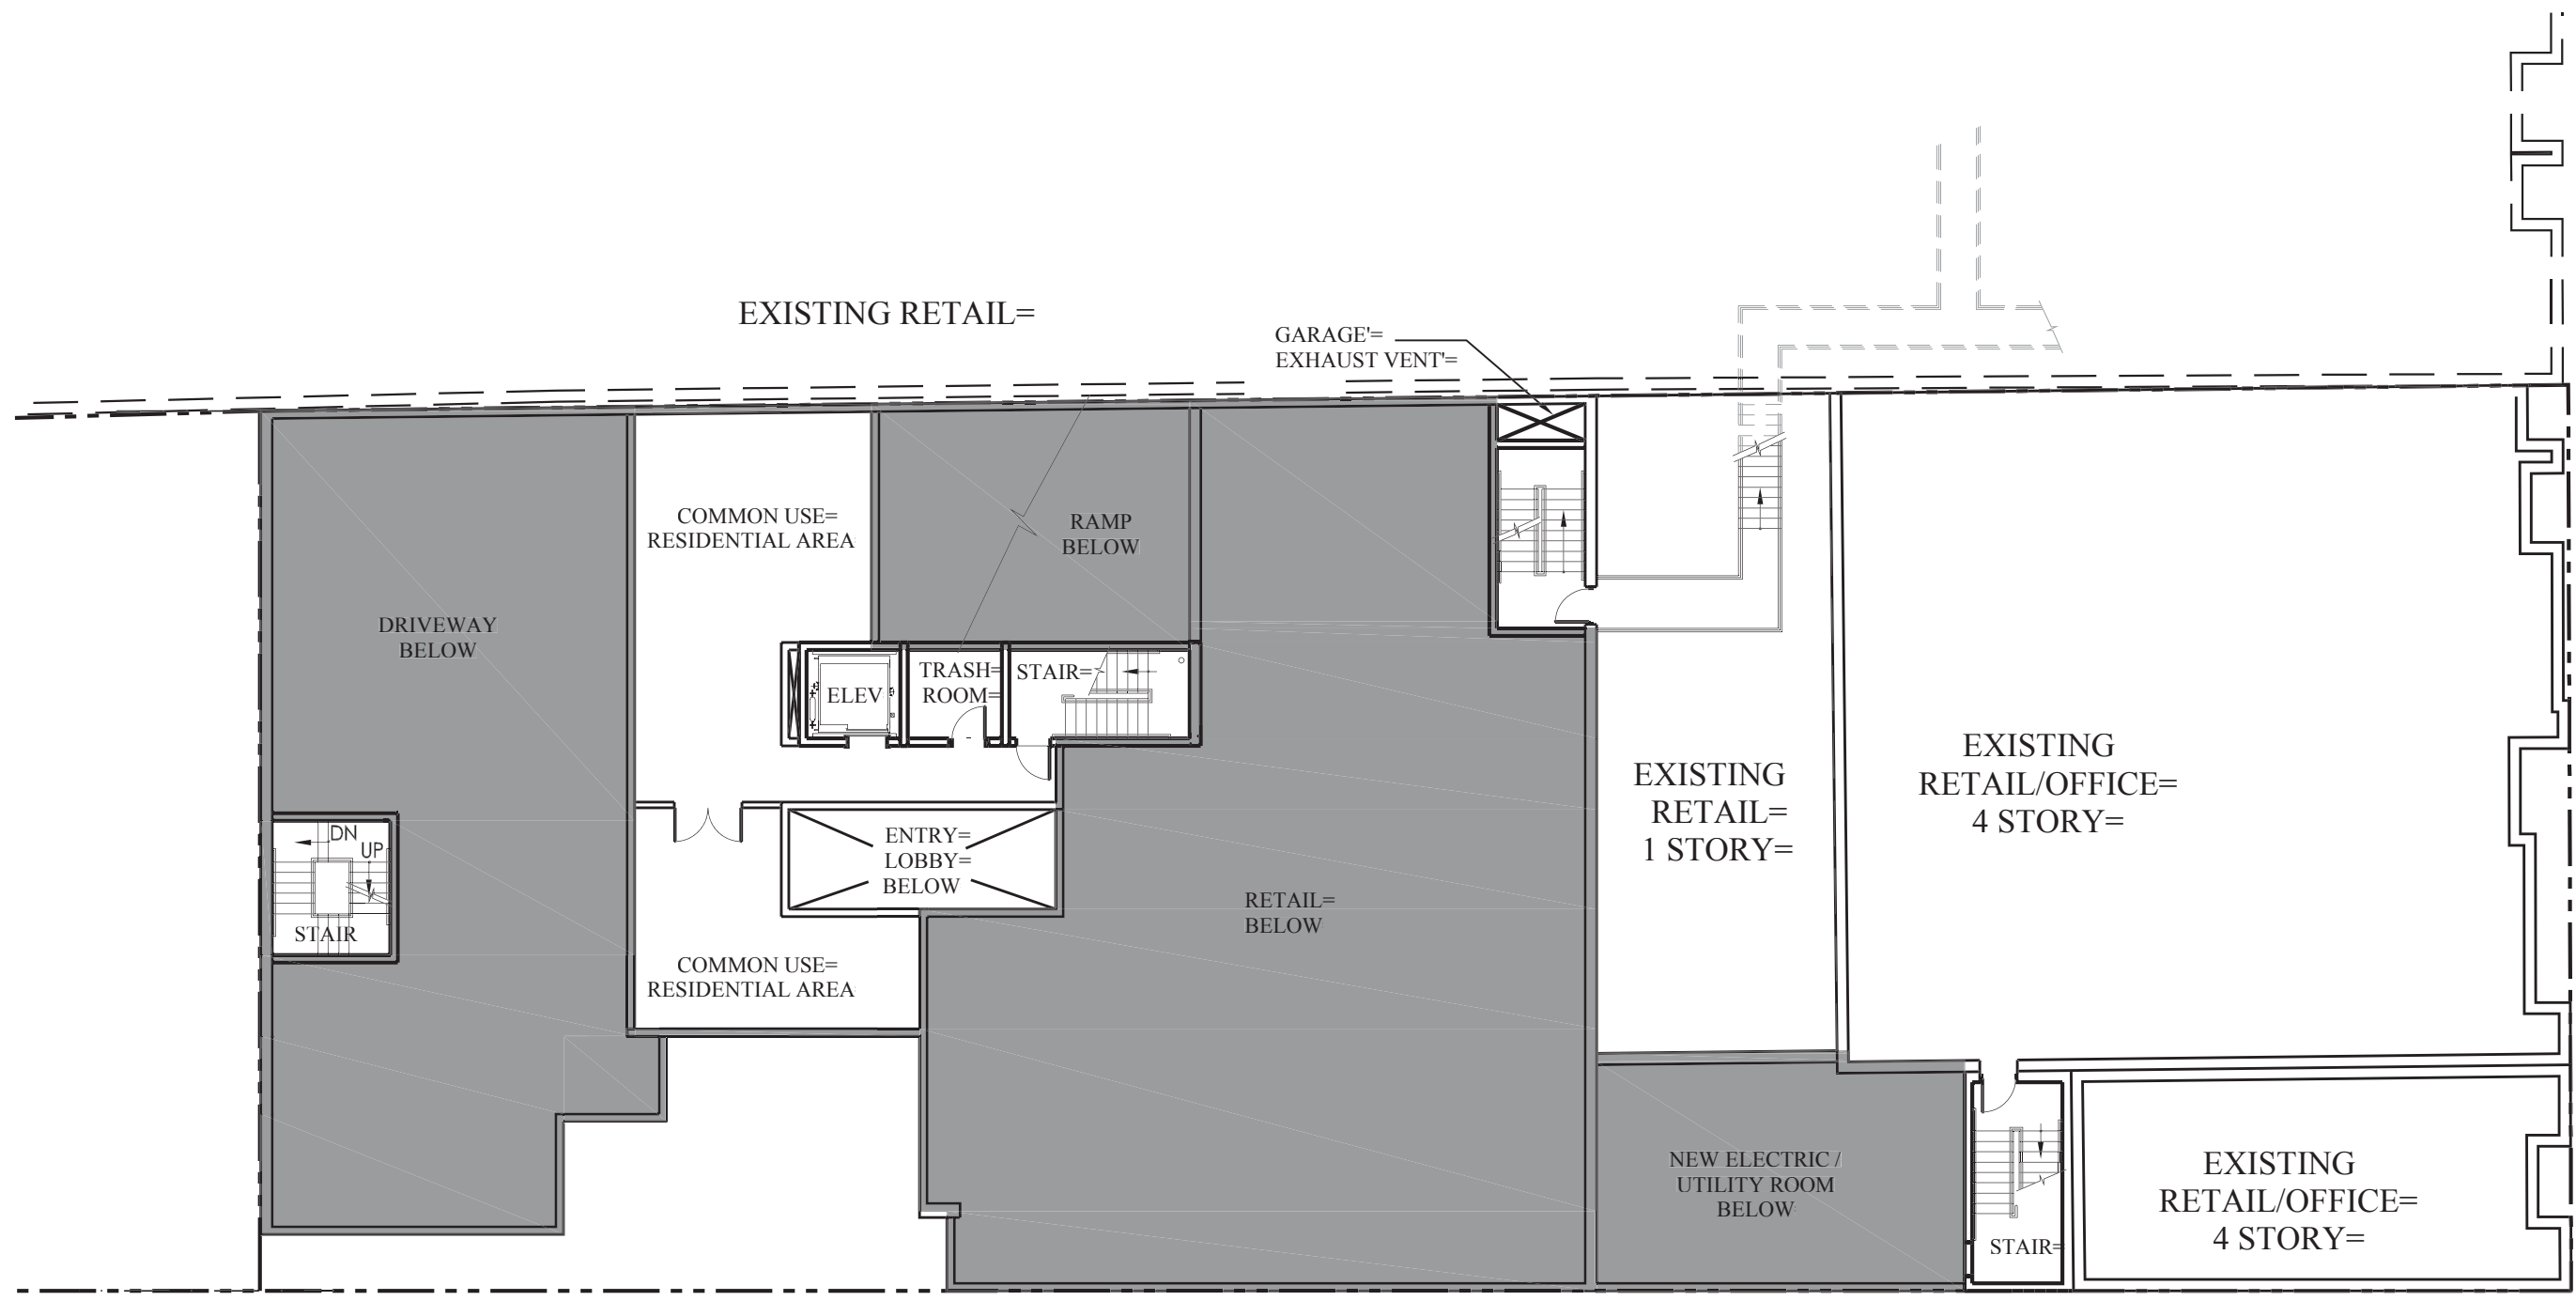 EXISTING RETAIL=
GARAGE'=
EXHAUST VENT'=
COMMON USE=
RESIDENTIAL AREA
RAMP
BELOW
DRIVEWAY
BELOW
ELEV
TRASH=
ROOM=
STAIR=
EXISTING
RETAIL=
1 STORY=
EXISTING
RETAIL/OFFICE=
4 STORY=
DN
UP
STAIR
ENTRY=
LOBBY=
BELOW
RETAIL=
BELOW
COMMON USE=
RESIDENTIAL AREA
NEW ELECTRIC /
UTILITY ROOM
BELOW
STAIR=
EXISTING
RETAIL/OFFICE=
4 STORY=